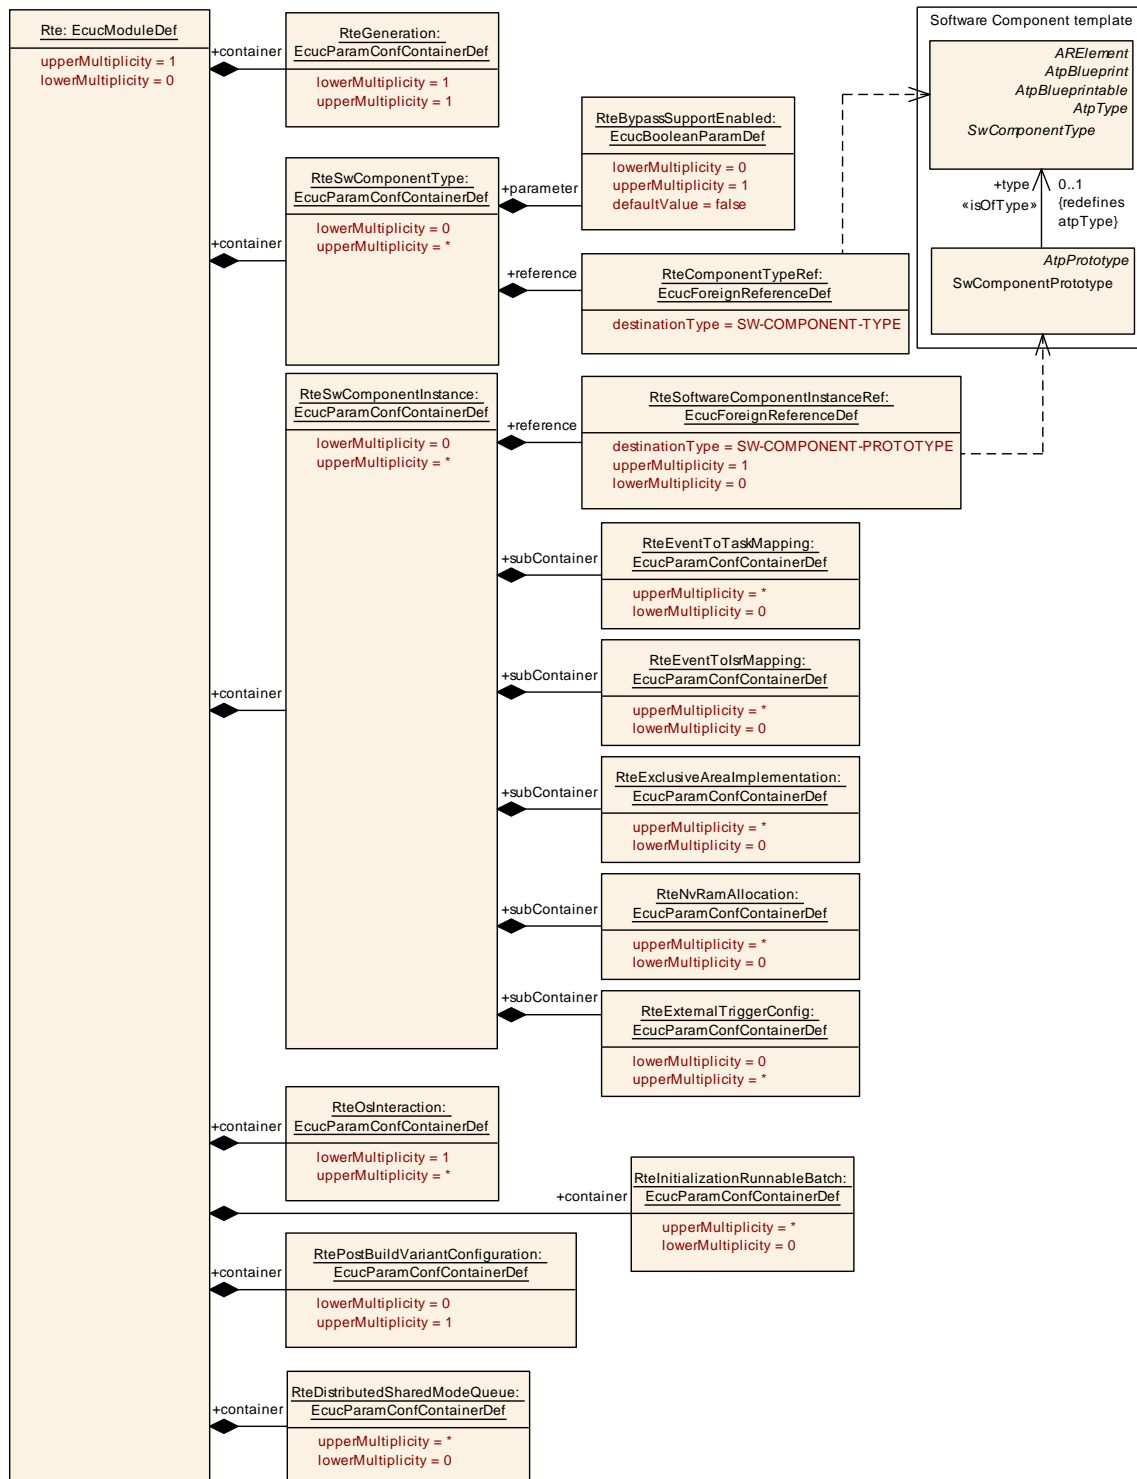 Rte: EcucModuleDef
upperMultiplicity = 1
lowerMultiplicity = 0
+container
RteGeneration:
EcucParamConfContainerDef
lowerMultiplicity = 1
upperMultiplicity = 1
Software Component template
ARElement
AtpBlueprint
AtpBlueprintable
AtpType
SwComponentType
+type
«isOfType»
0..1
{redefines
atpType}
AtpPrototype
SwComponentPrototype
+container
RteSwComponentType:
EcucParamConfContainerDef
lowerMultiplicity = 0
upperMultiplicity = *
+parameter
RteBypassSupportEnabled:
EcucBooleanParamDef
lowerMultiplicity = 0
upperMultiplicity = 1
defaultValue = false
+reference
RteComponentTypeRef:
EcucForeignReferenceDef
destinationType = SW-COMPONENT-TYPE
+container
RteSwComponentInstance:
EcucParamConfContainerDef
lowerMultiplicity = 0
upperMultiplicity = *
+reference
RteSoftwareComponentInstanceRef:
EcucForeignReferenceDef
destinationType = SW-COMPONENT-PROTOTYPE
upperMultiplicity = 1
lowerMultiplicity = 0
+subContainer
RteEventToTaskMapping:
EcucParamConfContainerDef
upperMultiplicity = *
lowerMultiplicity = 0
+subContainer
RteEventToIsrMapping:
EcucParamConfContainerDef
upperMultiplicity = *
lowerMultiplicity = 0
+subContainer
RteExclusiveAreaImplementation:
EcucParamConfContainerDef
upperMultiplicity = *
lowerMultiplicity = 0
+subContainer
RteNvRamAllocation:
EcucParamConfContainerDef
upperMultiplicity = *
lowerMultiplicity = 0
+subContainer
RteExternalTriggerConfig:
EcucParamConfContainerDef
lowerMultiplicity = 0
upperMultiplicity = *
+container
RteOsInteraction:
EcucParamConfContainerDef
lowerMultiplicity = 1
upperMultiplicity = *
+container
RteInitializationRunnableBatch:
EcucParamConfContainerDef
upperMultiplicity = *
lowerMultiplicity = 0
+container
RtePostBuildVariantConfiguration:
EcucParamConfContainerDef
lowerMultiplicity = 0
upperMultiplicity = 1
+container
RteDistributedSharedModeQueue:
EcucParamConfContainerDef
upperMultiplicity = *
lowerMultiplicity = 0